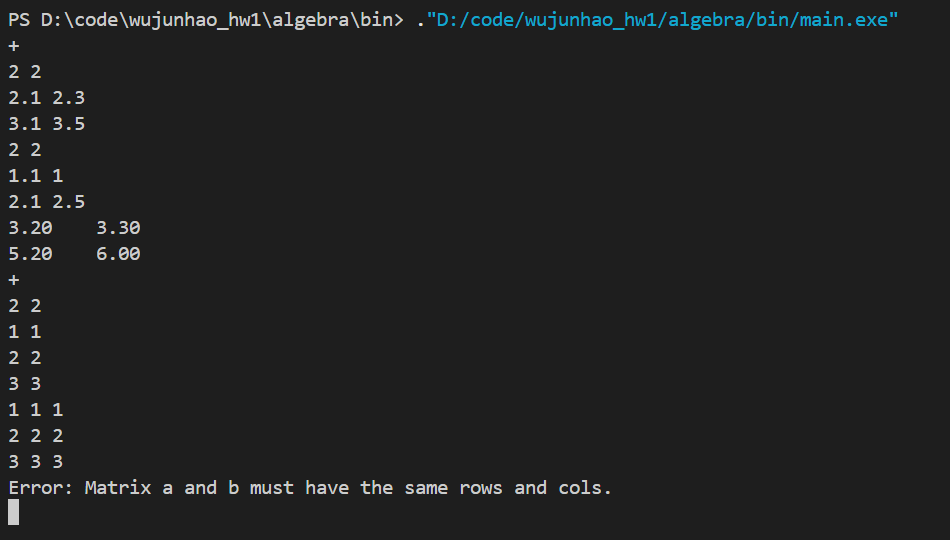 PS D:\code\wujunhao_hw1\algebra\bin> ."D:/code/wujunhao_hw1/algebra/bin/main.exe"
+
2 2
2.1 2.3
3.1 3.5
2 2
1.1 1
2.1 2.5
3.20    3.30
5.20    6.00
+
2 2
1 1
2 2
3 3
1 1 1
2 2 2
3 3 3
Error: Matrix a and b must have the same rows and cols.